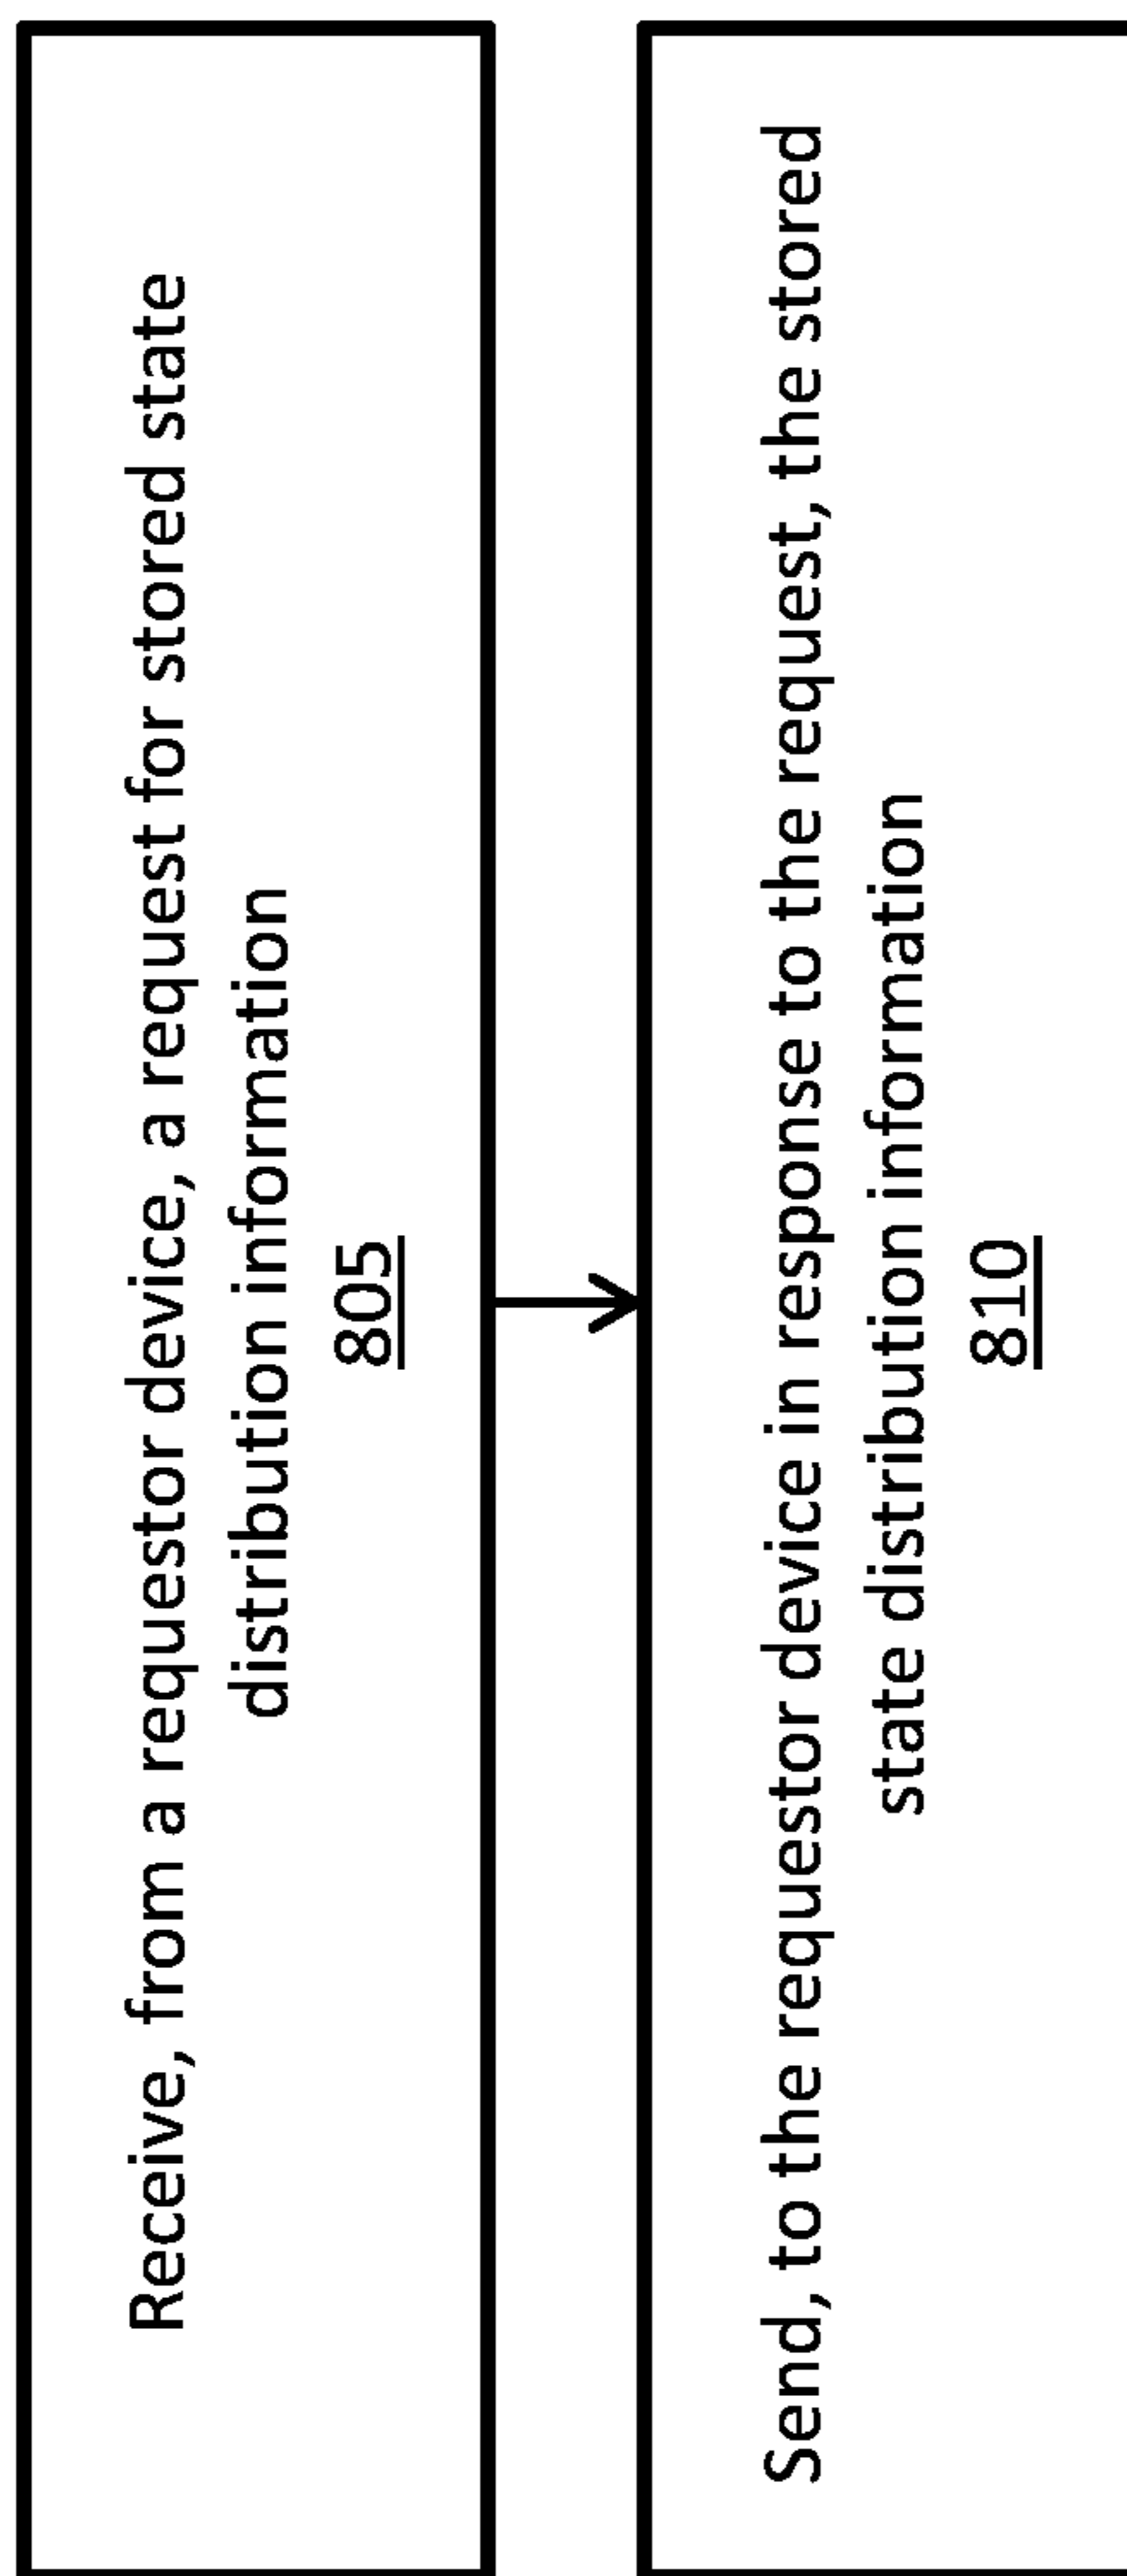 Receive, from a requestor device, a request for stored state
distribution information
805
Send, to the requestor device in response to the request, the stored
state distribution information
810